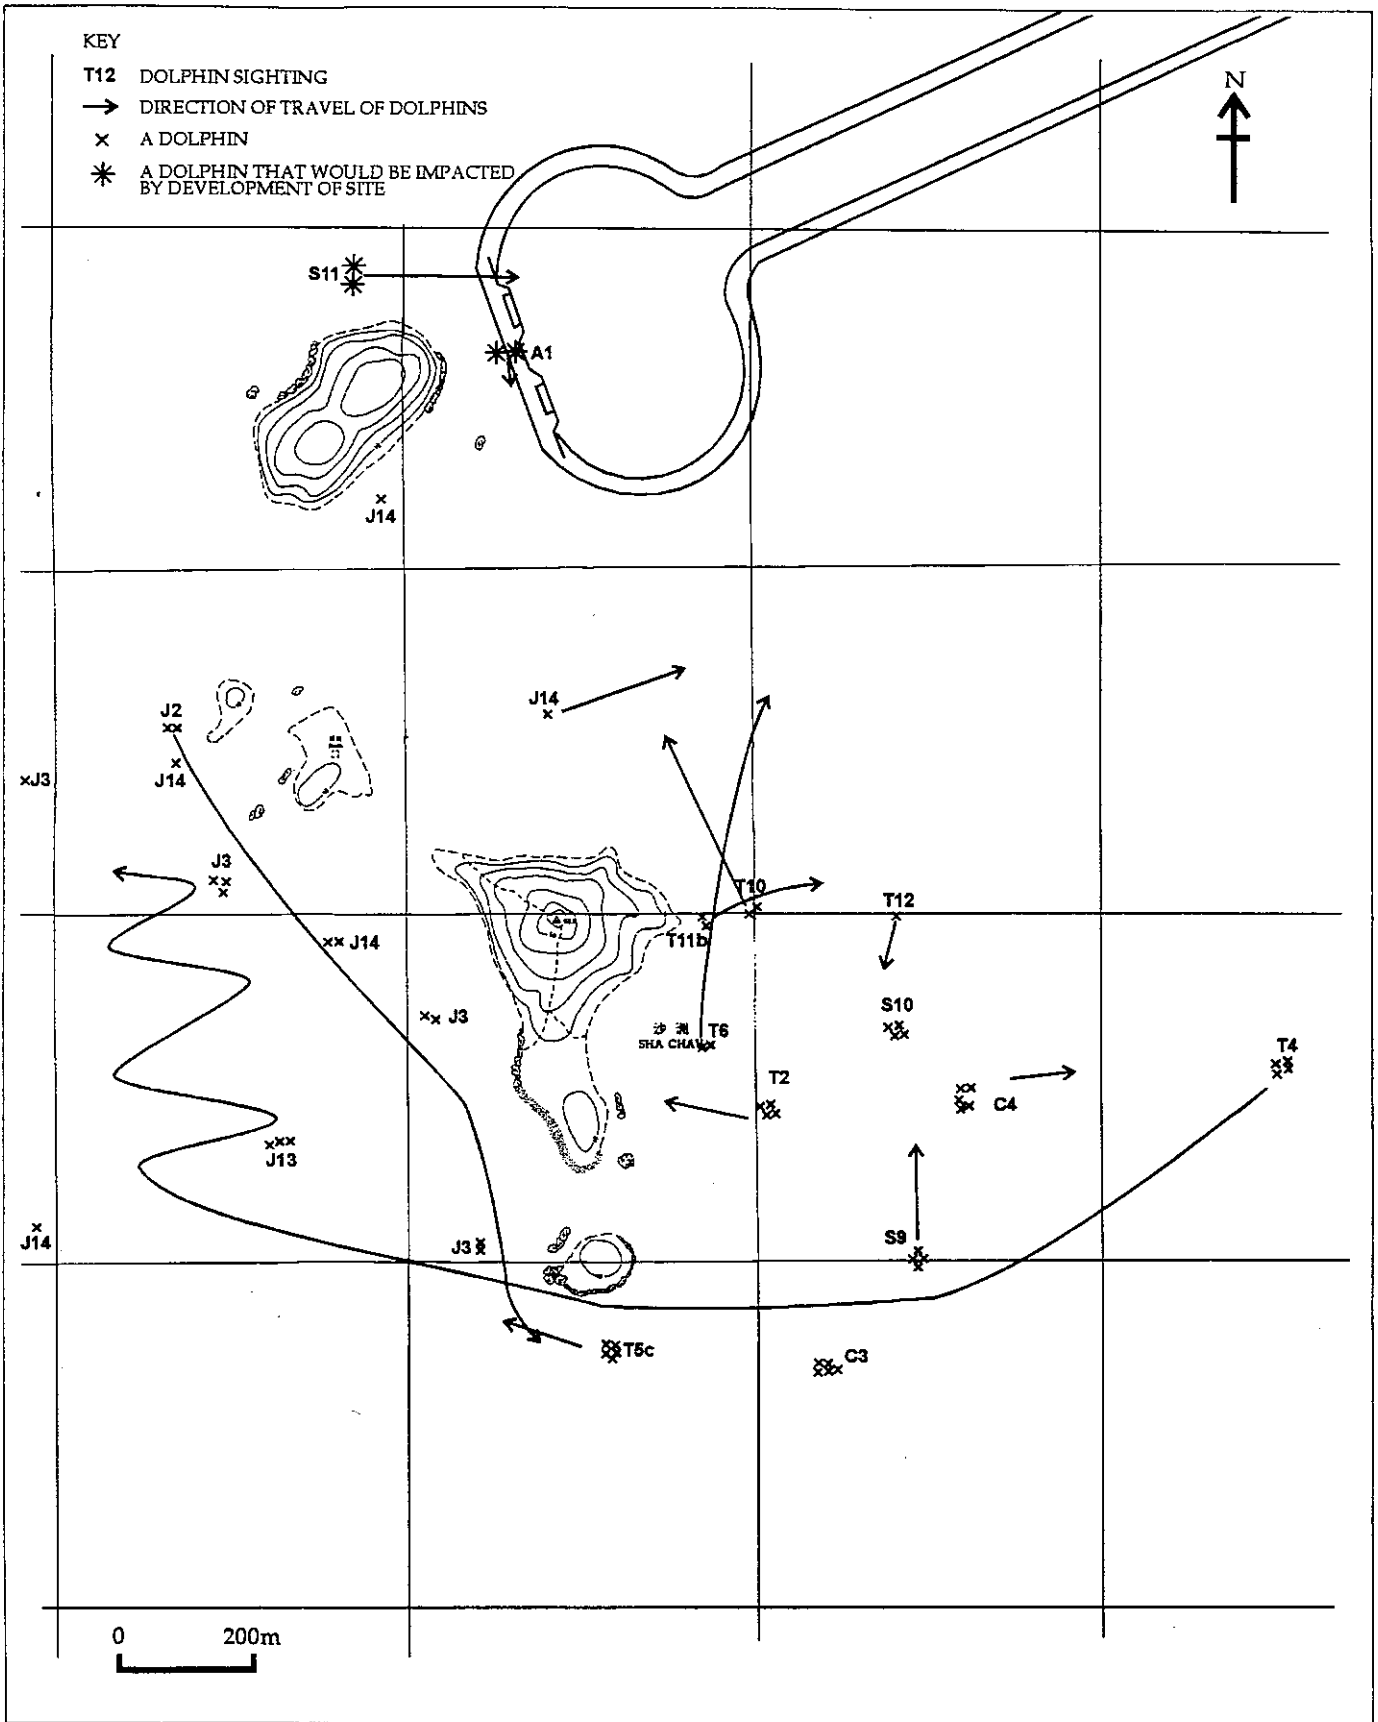 KEY
T12 DOLPHIN SIGHTING
DIRECTION OF TRAVEL OF DOLPHINS
× A DOLPHIN
A DOLPHIN THAT WOULD BE IMPACTED
BY DEVELOPMENT OF SITE
N
S11
A1
J14
J14
J2
J14
×J3
J3
T10
T12
J14
T11b
S10
J3
沙洲 T6
SHA CHAU
T4
T2
C4
J13
J14
S9
J3
T5c
C3
0 200m